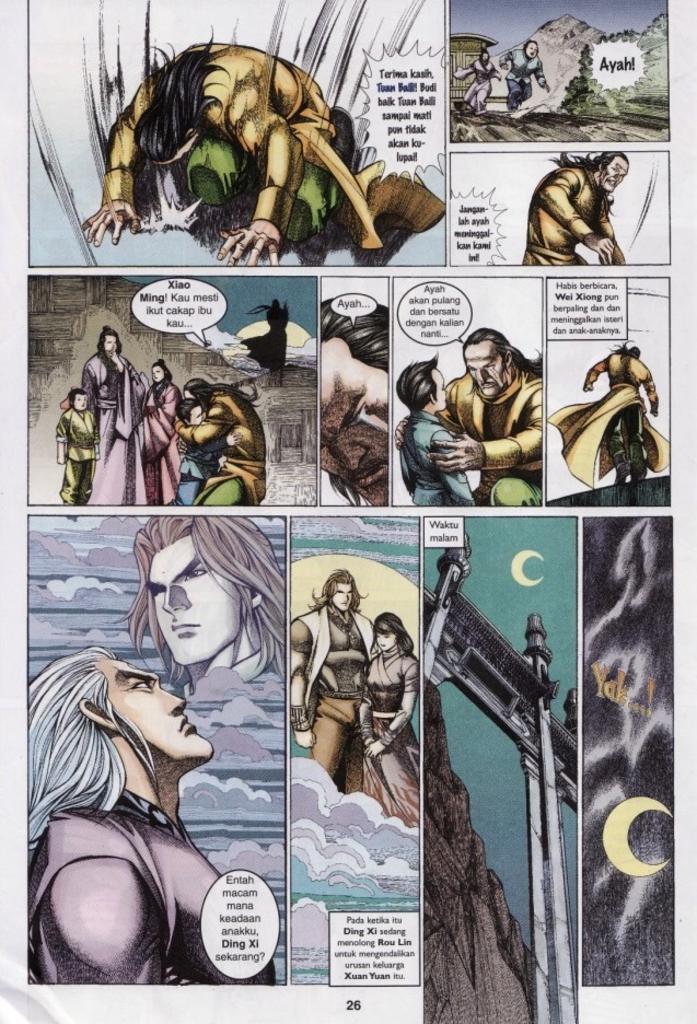 Terima kasih,
Tuan Baili! Budi
baik Tuan Baili
sampai mati
pun tidak
akan ku-
lupai!
Ayah!
Jangan-
lah ayah
meninggal-
kan kami
ini!
Xiao
Ming! Kau mesti
ikut cakap ibu
kau...
Ayah...
Ayah
akan pulang
dan bersatu
dengan kalian
nanti...
Habis berbicara,
Wei Xiong pun
berpaling dan dan
meninggalkan isteri
dan anak-anaknya.
Entah
macam
mana
keadaan
anakku,
Ding Xi
sekarang?
Pada ketika itu
Ding Xi sedang
menolong Rou Lin
untuk mengendalikan
urusan keluarga
Xuan Yuan itu.
Waktu
malam
Yak...!
26